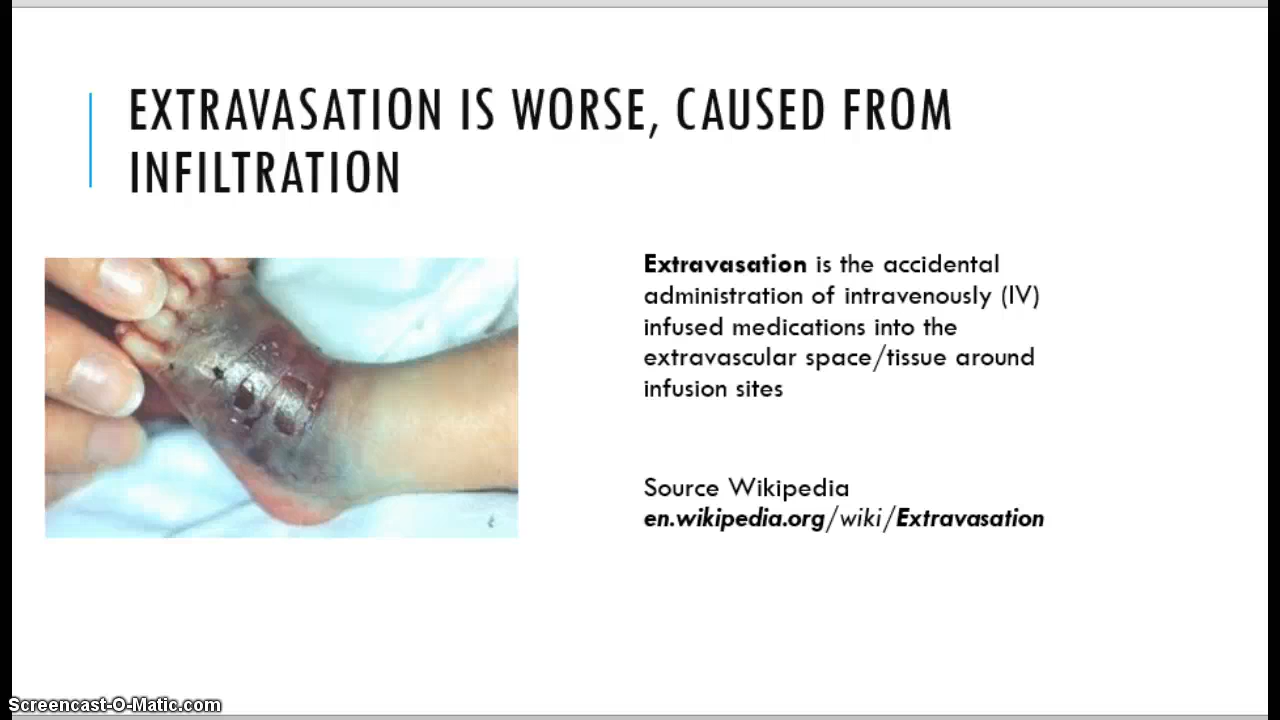 EXTRAVASATION IS WORSE, CAUSED FROM
INFILTRATION
Extravasation is the accidental
administration of intravenously (IV)
infused medications into the
extravascular space/tissue around
infusion sites
Source Wikipedia
en.wikipedia.org/wiki/Extravasation
Screencast-O-Matic.com